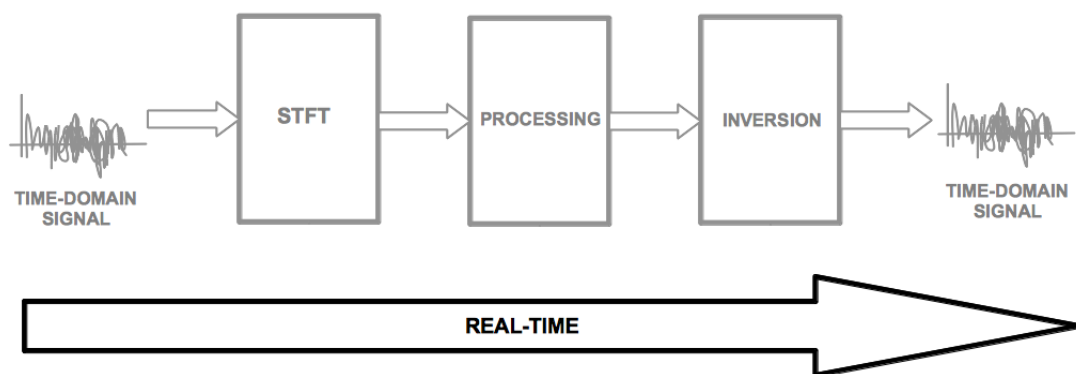 STFT
PROCESSING
INVERSION
TIME-DOMAIN
SIGNAL
TIME-DOMAIN
SIGNAL
REAL-TIME